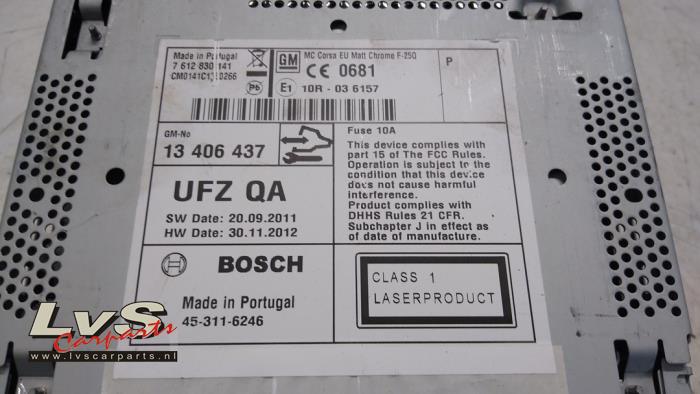 Made in Portugal
7 612 830 141
Pb
GM
MC Corsa EU Matt Chrome F-250
CE 0681
E1 10R - 03 6157
P
GM-No
13 406 437
UFZ QA
SW Date: 20.09.2011
HW Date: 30.11.2012
Fuse 10A
This device complies with
part 15 of The FCC Rules.
Operation is subject to the
condition that this device
does not cause harmful
interference.
Product complies with
DHHS Rules 21 CFR.
Subchapter J in effect as
of date of manufacture.
BOSCH
Made in Portugal
45-311-6246
CLASS 1
LASERPRODUCT
LvS
Carparts
www.lvscarparts.nl